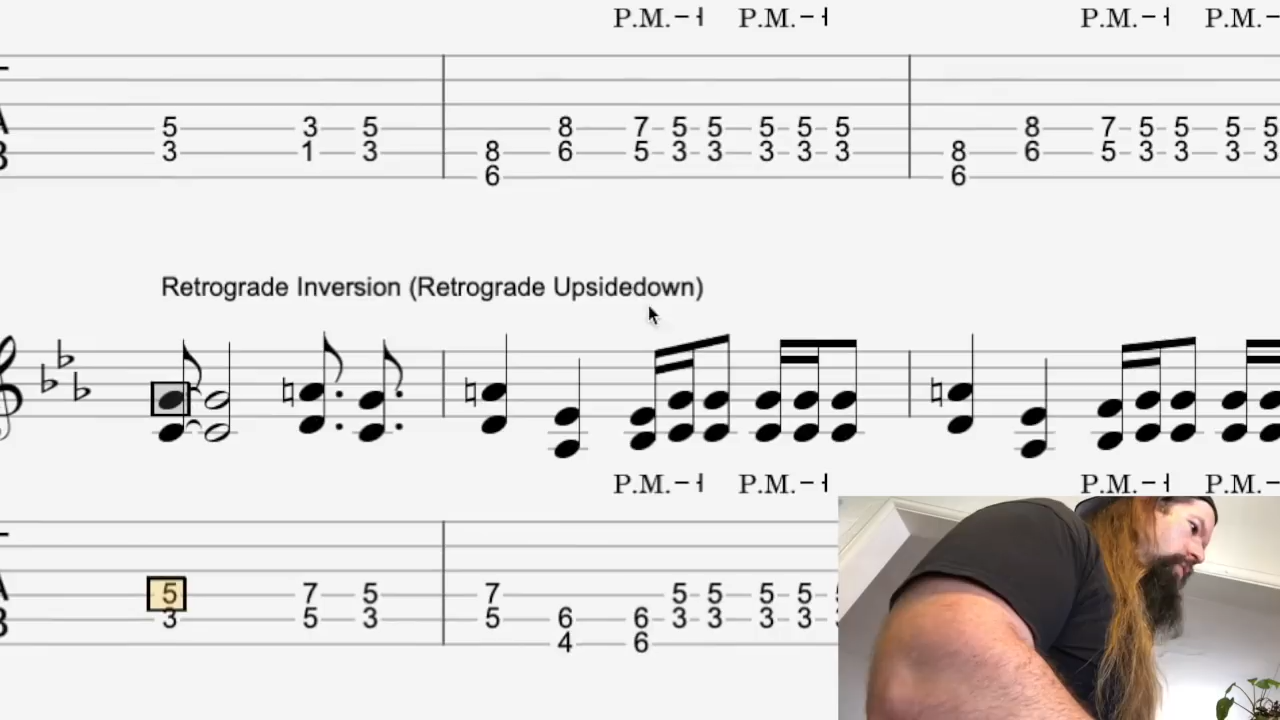 P.M. P.M. P.M. P.M.
5 3 5 8 7 5 5 5 5 5 8 7 5 5 5 5
3 1 3 8 6 5 3 3 3 3 3 8 6 5 3 3 3 3
6 6
Retrograde Inversion (Retrograde Upsidedown)
P.M. P.M. P.M. P.M.
5 7 5 7 5 5 5 5
3 5 3 5 6 6 3 3 3 3
4 6